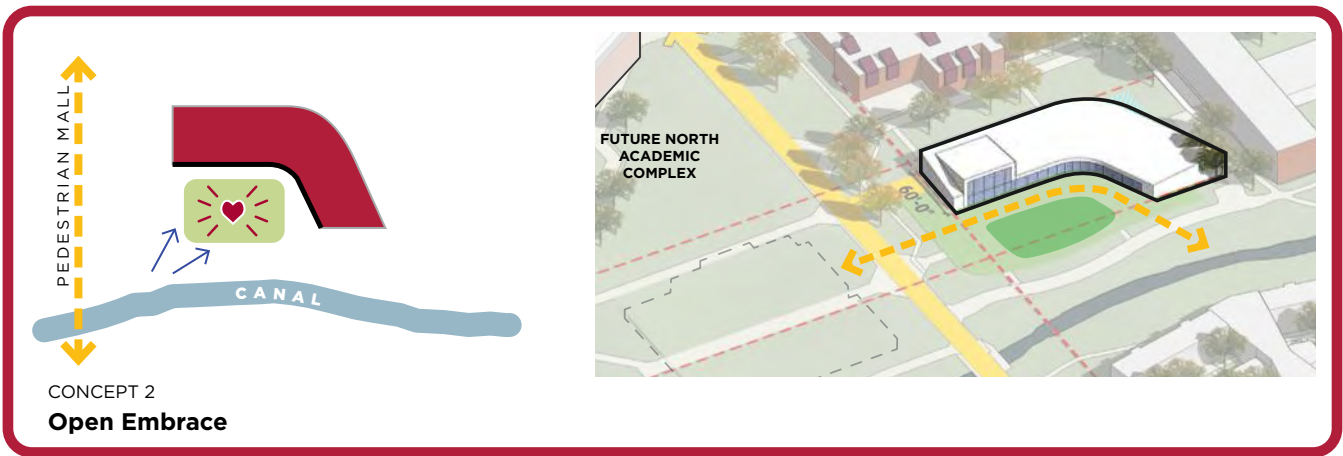 PEDESTRIAN MALL
CANAL
CONCEPT 2
Open Embrace
FUTURE NORTH
ACADEMIC
COMPLEX
60'-0"